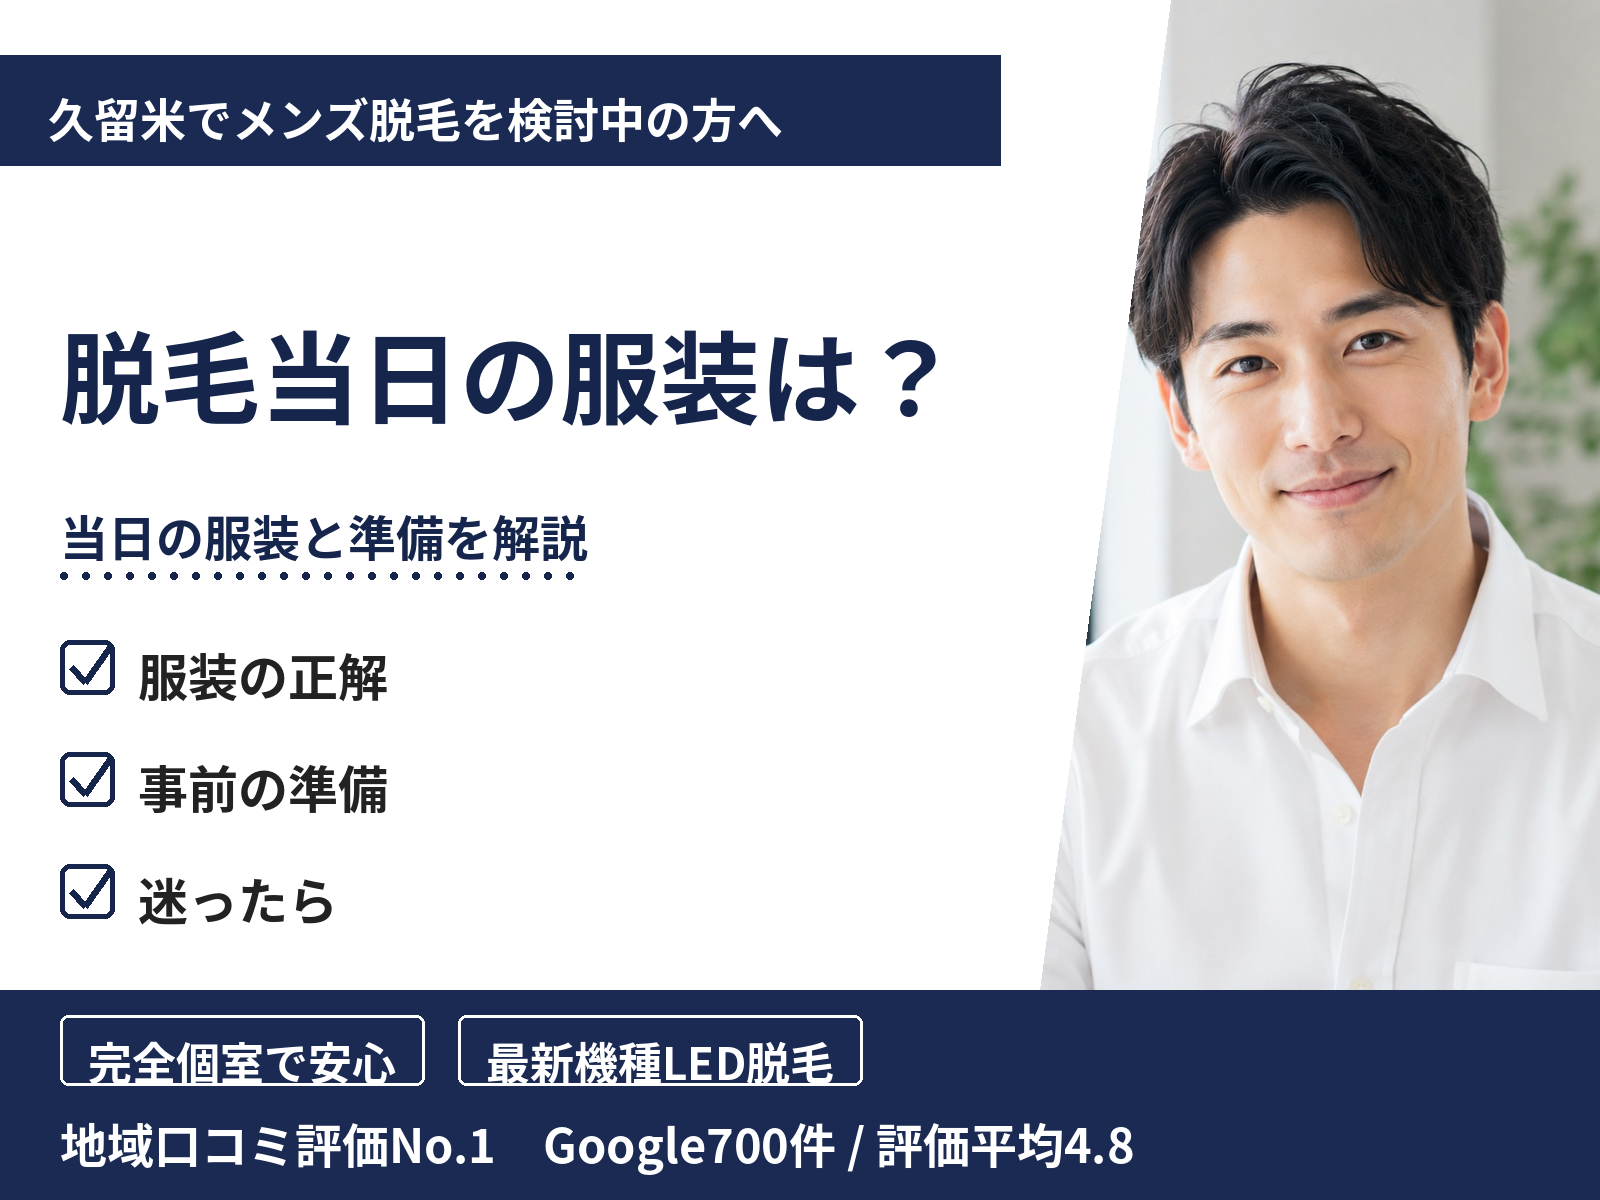 久留米でメンズ脱毛を検討中の方へ
脱毛当日の服装は？
当日の服装と準備を解説
服装の正解
事前の準備
迷ったら
完全個室で安心
最新機種LED脱毛
地域口コミ評価No.1　Google700件 / 評価平均4.8